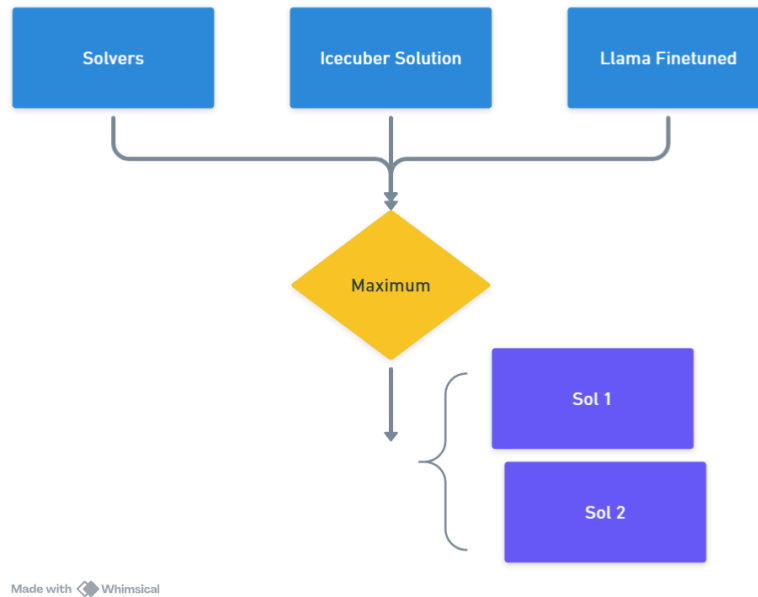 Solvers
Icecuber Solution
Llama Finetuned
Maximum
Sol 1
Sol 2
Made with Whimsical